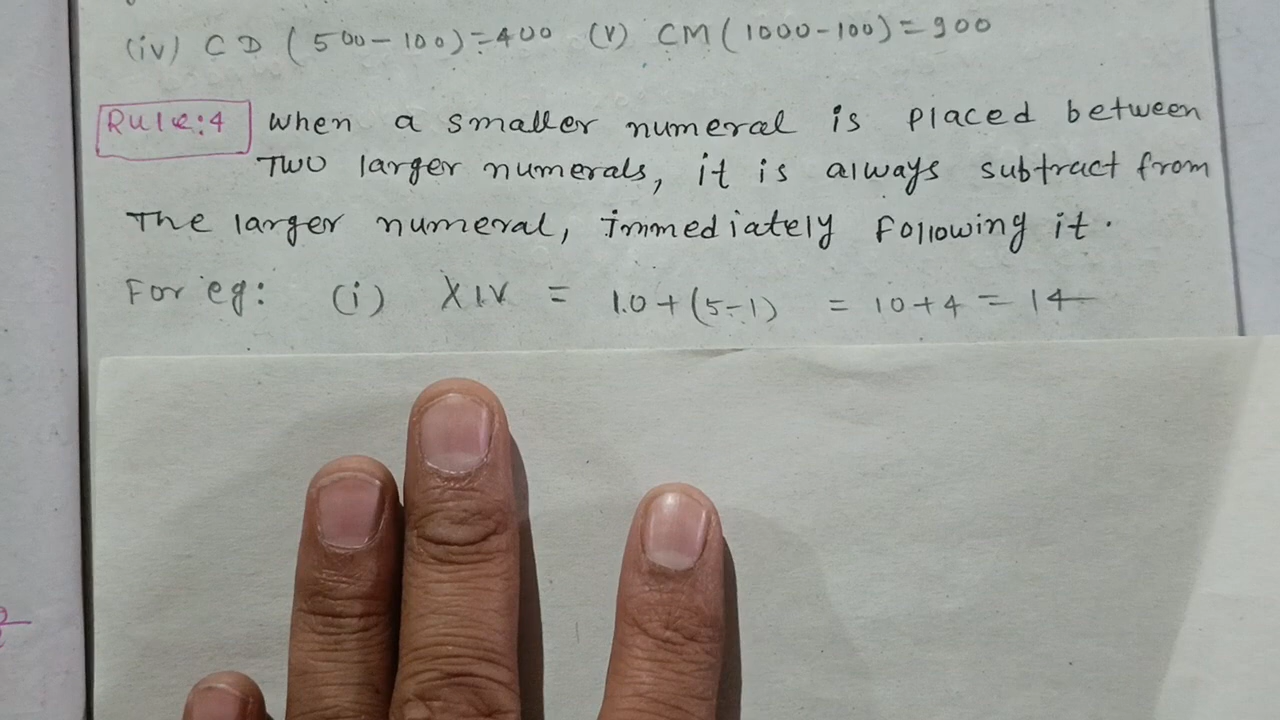 (iv) CD (500-100)=400 (v) CM (1000-100)=900
Rule:4 When a smaller numeral is placed between
Two larger numerals, it is always subtract from
The larger numeral, immediately following it.
For eg: (i) XIV = 10+(5-1) = 10+4 = 14